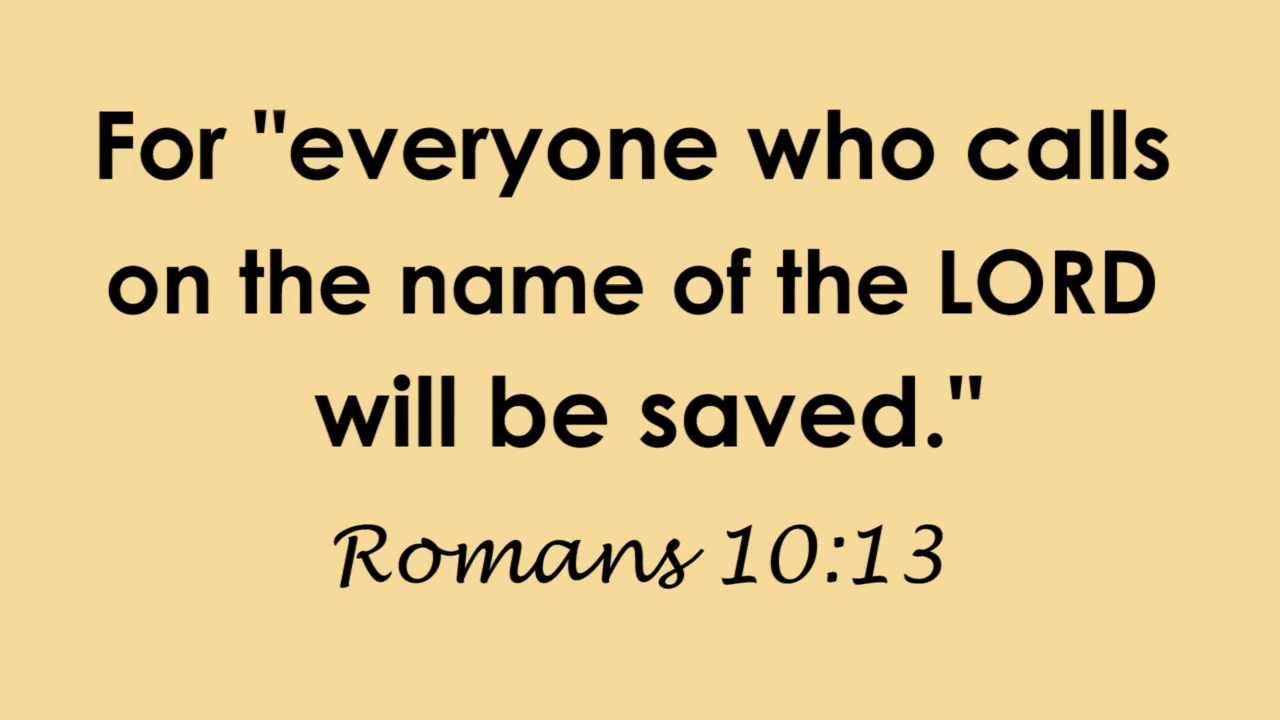 For "everyone who calls
on the name of the LORD
will be saved."
Romans 10:13